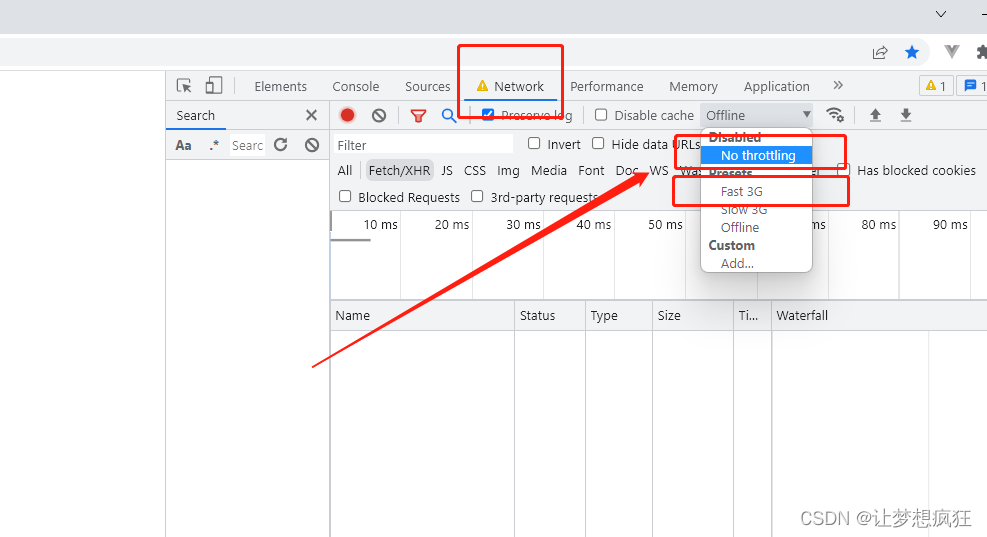 Elements Console Sources Network Performance Memory Application 1 1
Search Preserve log Disable cache Offline
Aa .* Searc Filter Invert Hide data URLs
Disabled
No throttling
All Fetch/XHR JS CSS Img Media Font Doc WS Has blocked cookies
Presets
Blocked Requests 3rd-party requests
Fast 3G
Slow 3G
Offline
Custom
Add...
10 ms 20 ms 30 ms 40 ms 50 ms ms 80 ms 90 ms
Name Status Type Size Ti... Waterfall
CSDN @让梦想疯狂